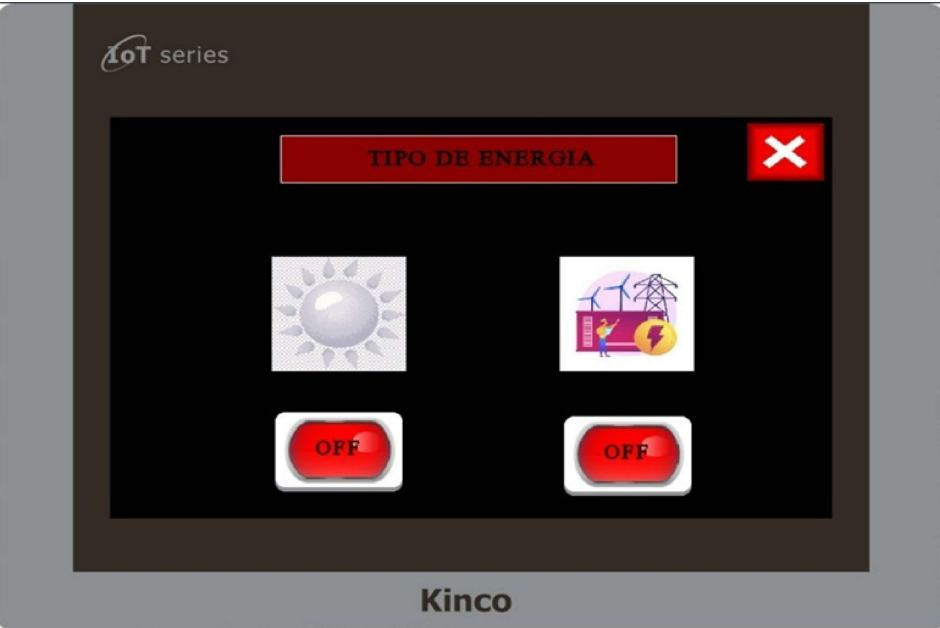 IoT series
TIPO DE ENERGIA
OFF
OFF
Kinco